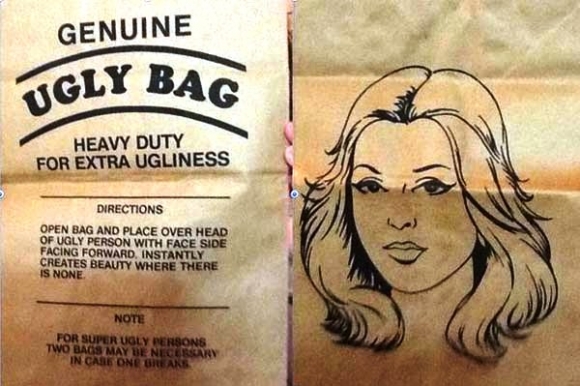 GENUINE
UGLY BAG
HEAVY DUTY
FOR EXTRA UGLINESS
DIRECTIONS
OPEN BAG AND PLACE OVER HEAD
OF UGLY PERSON WITH FACE SIDE
FACING FORWARD. INSTANTLY
CREATES BEAUTY WHERE THERE
IS NONE.
NOTE
FOR SUPER UGLY PERSONS
TWO BAGS MAY BE NECESSARY
IN CASE ONE BREAKS.